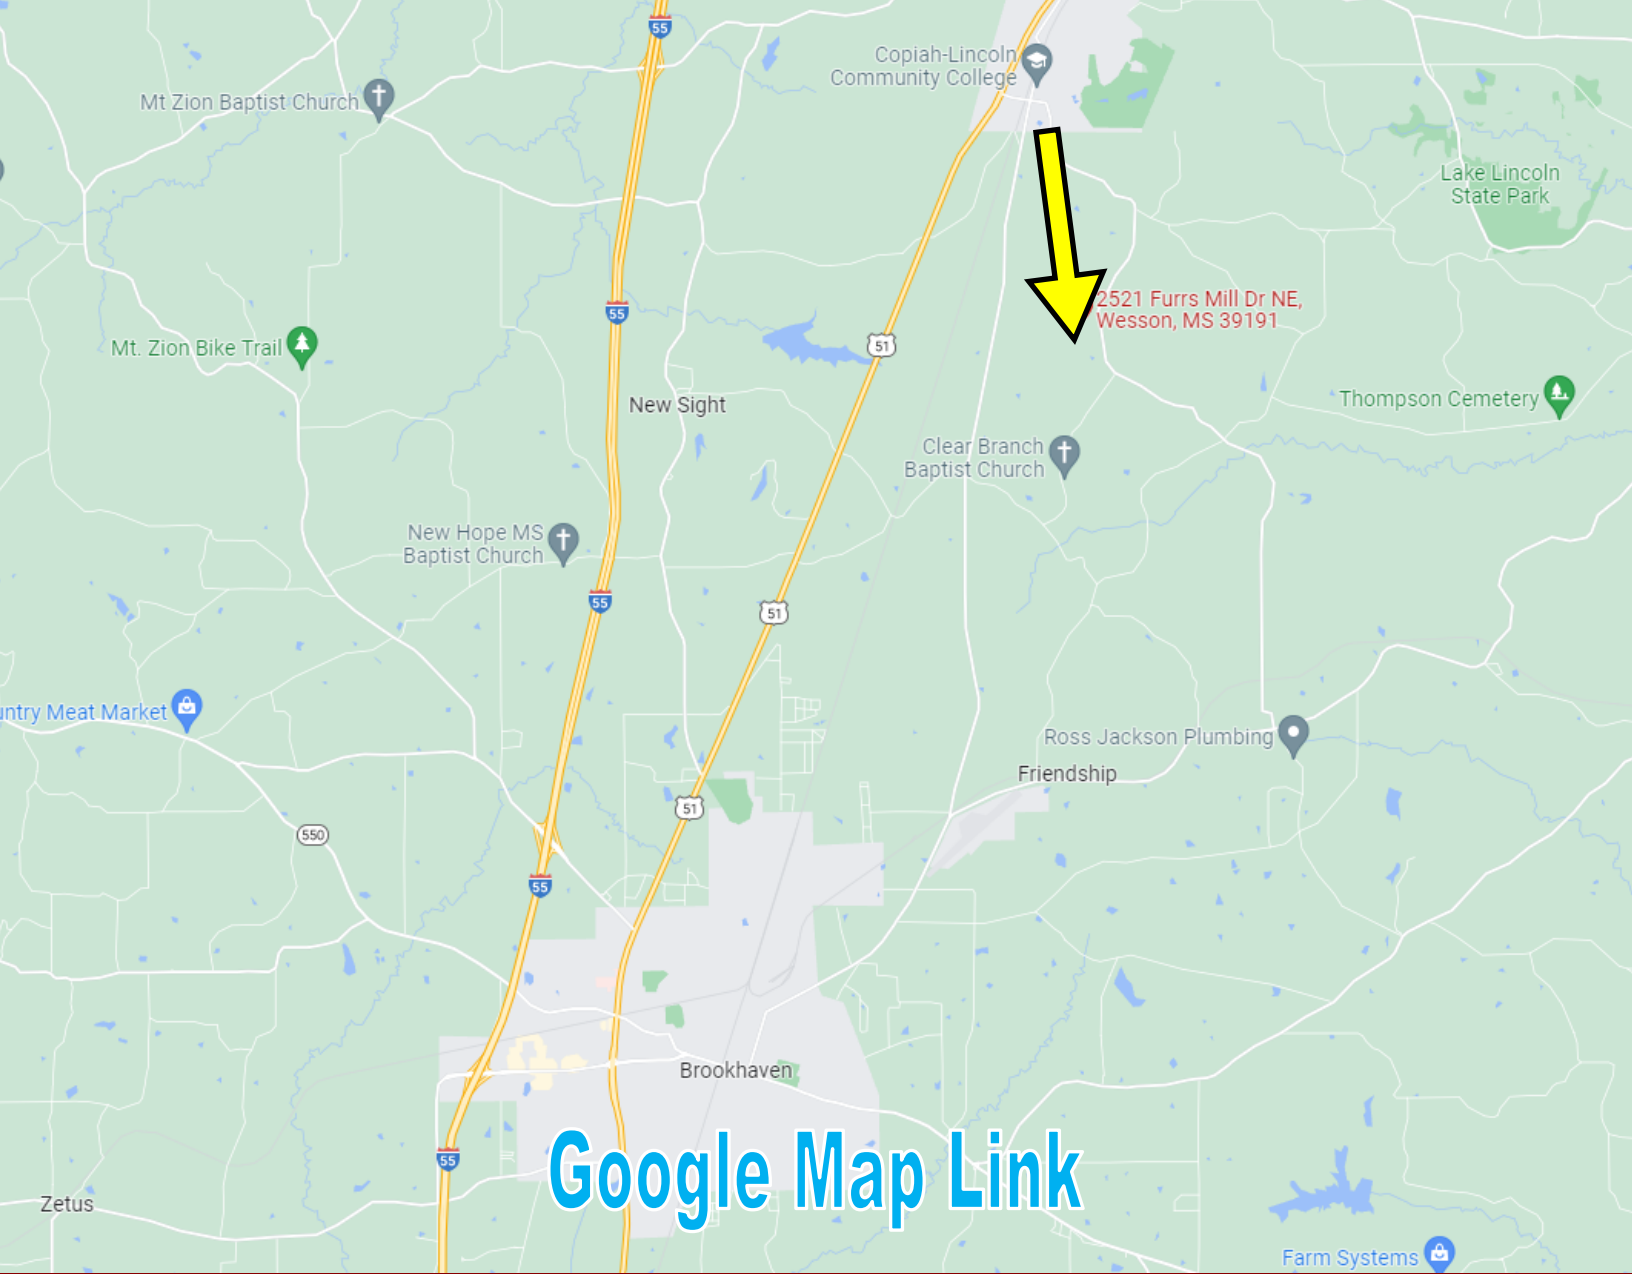 55
Copiah-Lincoln
Community College
Mt Zion Baptist Church
Lake Lincoln
State Park
2521 Furrs Mill Dr NE,
Wesson, MS 39191
55
51
Mt. Zion Bike Trail
New Sight
Thompson Cemetery
Clear Branch
Baptist Church
New Hope MS
Baptist Church
55
51
untry Meat Market
Ross Jackson Plumbing
Friendship
51
550
55
Brookhaven
Google Map Link
55
Zetus
Farm Systems